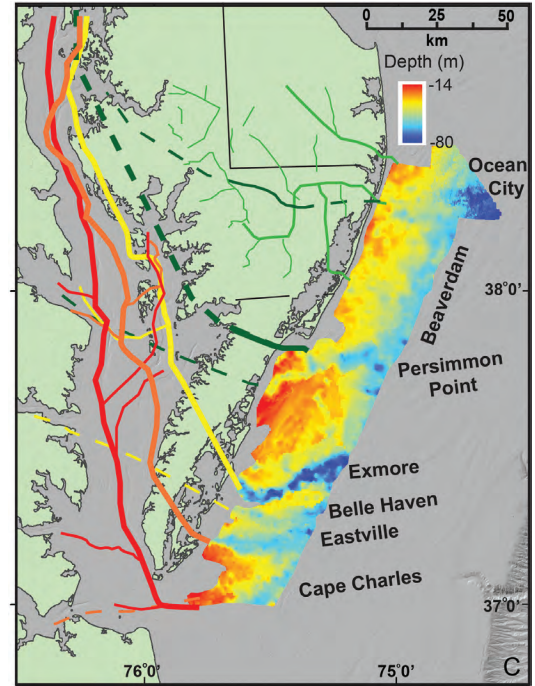 0 25 50
km
Depth (m)
-14
-80
Ocean
City
38°0'
Beaverdam
Persimmon
Point
Exmore
Belle Haven
Eastville
Cape Charles
37°0'
76°0'
75°0'
C